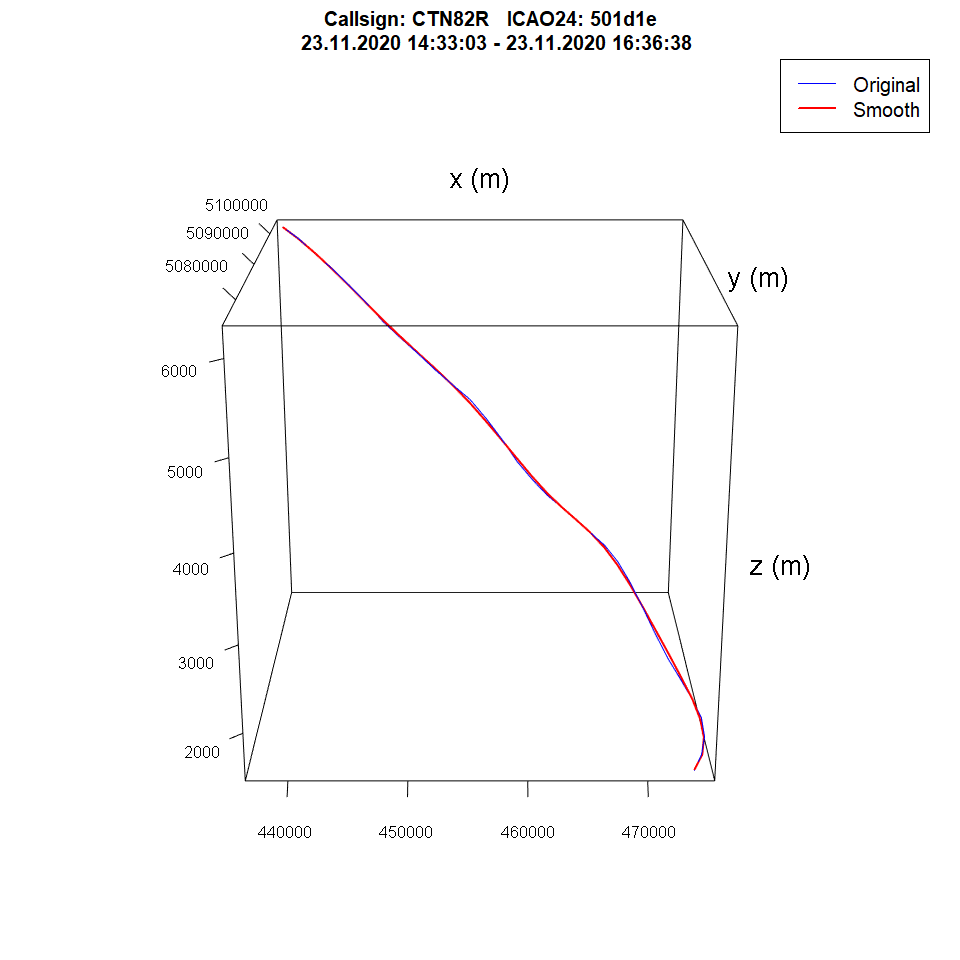 Callsign: CTN82R   ICAO24: 501d1e
23.11.2020 14:33:03 - 23.11.2020 16:36:38
Original
Smooth
x (m)
5100000
5090000
5080000
y (m)
6000
5000
4000
z (m)
3000
2000
440000 450000 460000 470000